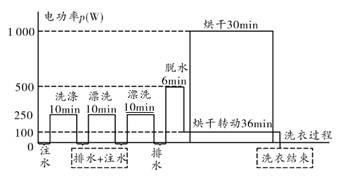 电功率p(W)
1 000
500
250
100
0
洗涤
10min
漂洗
10min
漂洗
10min
脱水
6min
烘干30min
烘干转动36min
洗衣过程
注水
排水+注水
排水
洗衣结束